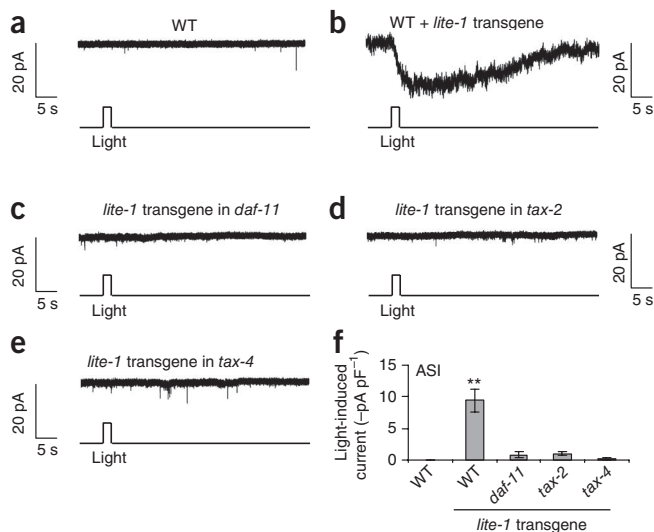 a
WT
20 pA
5 s
Light
b
WT + lite-1 transgene
20 pA
5 s
Light
c
lite-1 transgene in daf-11
20 pA
5 s
Light
d
lite-1 transgene in tax-2
20 pA
5 s
Light
e
lite-1 transgene in tax-4
20 pA
5 s
Light
f
Light-induced
current (–pA pF⁻¹)
15
10
5
0
ASI
**
WT
WT
daf-11
tax-2
tax-4
lite-1 transgene